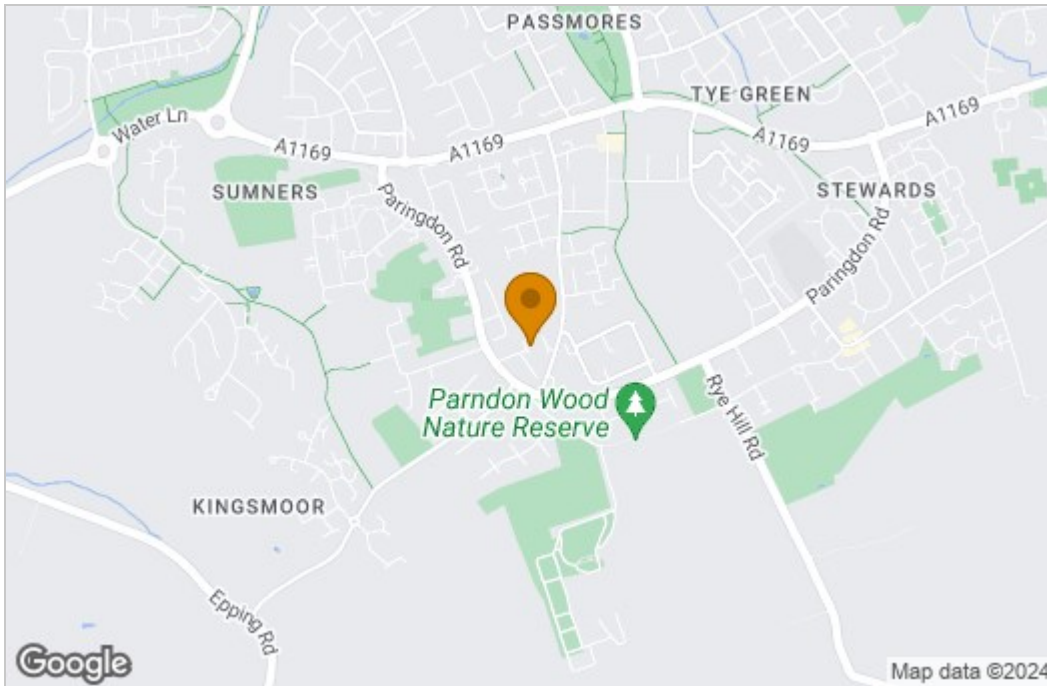 PASSMORES
TYE GREEN
A1169
Water Ln
A1169
A1169
A1169
SUMNERS
STEWARDS
Paringdon Rd
Paringdon Rd
Parndon Wood
Nature Reserve
Rye Hill Rd
KINGSMOOR
Epping Rd
Google
Map data ©2024